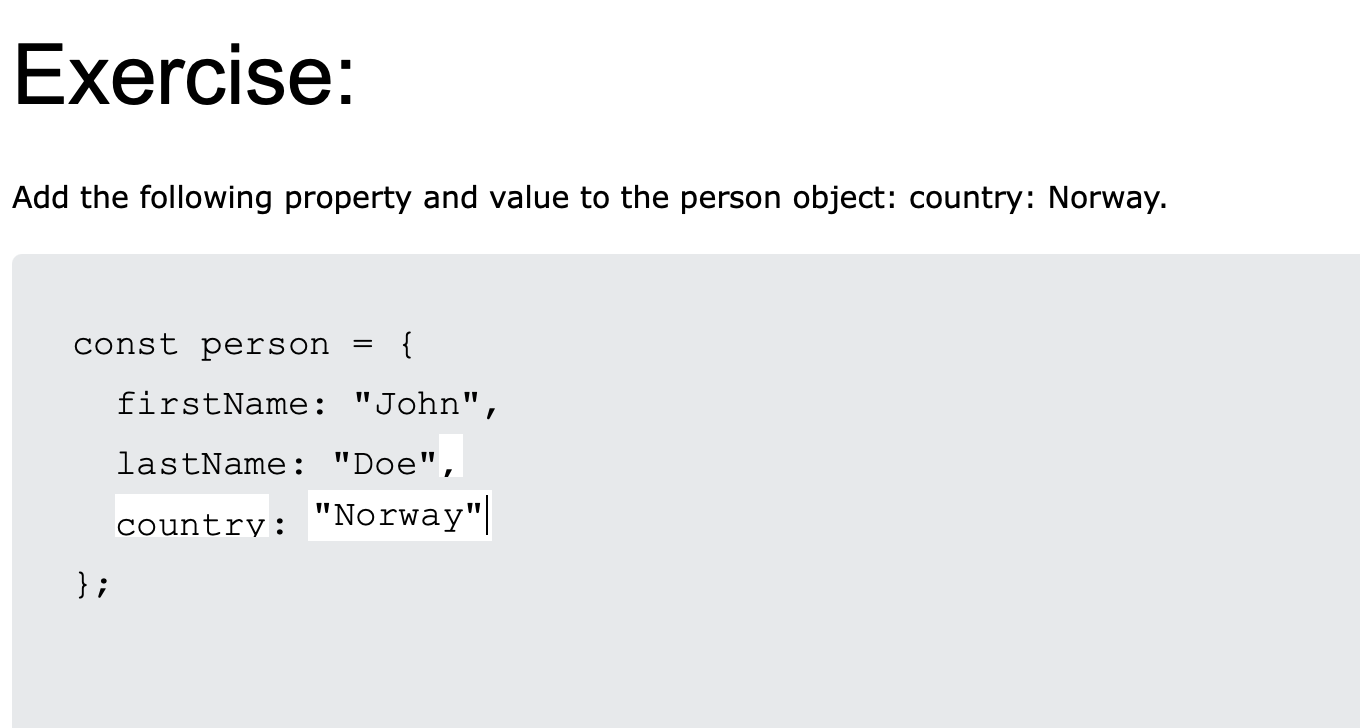 Exercise:
Add the following property and value to the person object: country: Norway.
const person = {
firstName: "John",
lastName: "Doe",
country: "Norway"
};